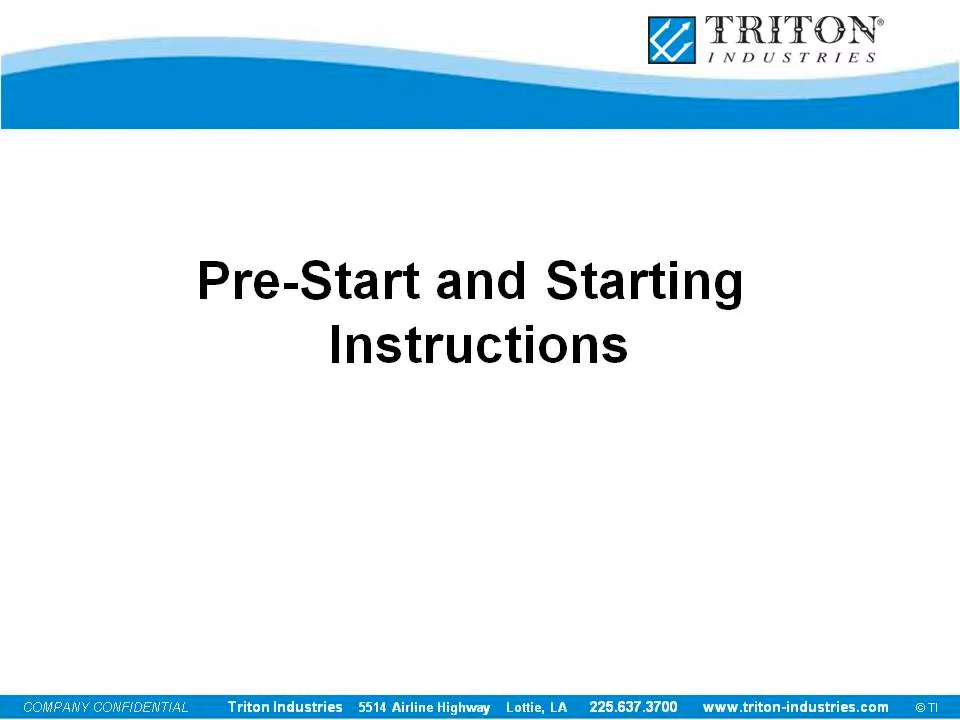 TRITON®
INDUSTRIES
Pre-Start and Starting
Instructions
COMPANY CONFIDENTIAL Triton Industries 5514 Airline Highway Lottie, LA 225.637.3700 www.triton-industries.com © TI